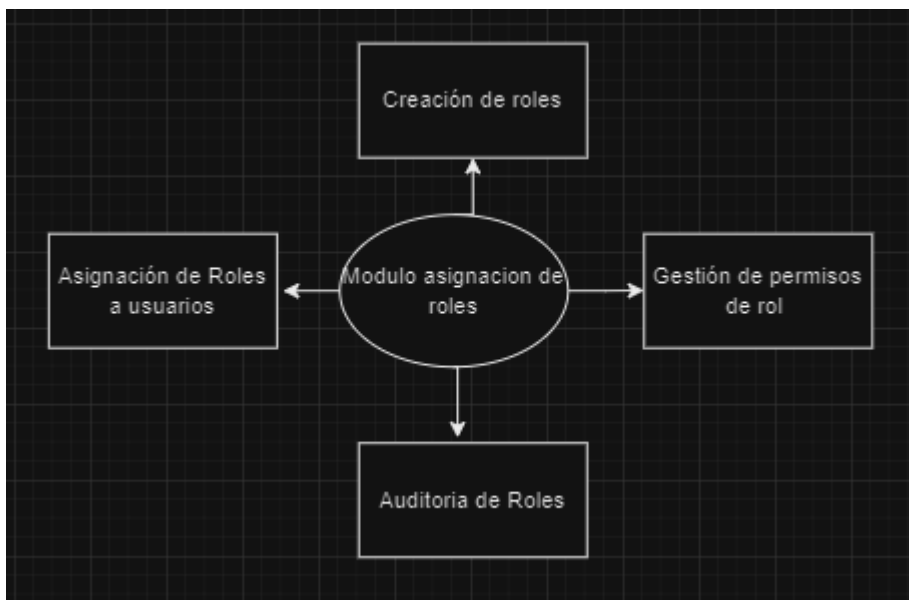 Creación de roles
Asignación de Roles
a usuarios
Modulo asignacion de
roles
Gestión de permisos
de rol
Auditoria de Roles